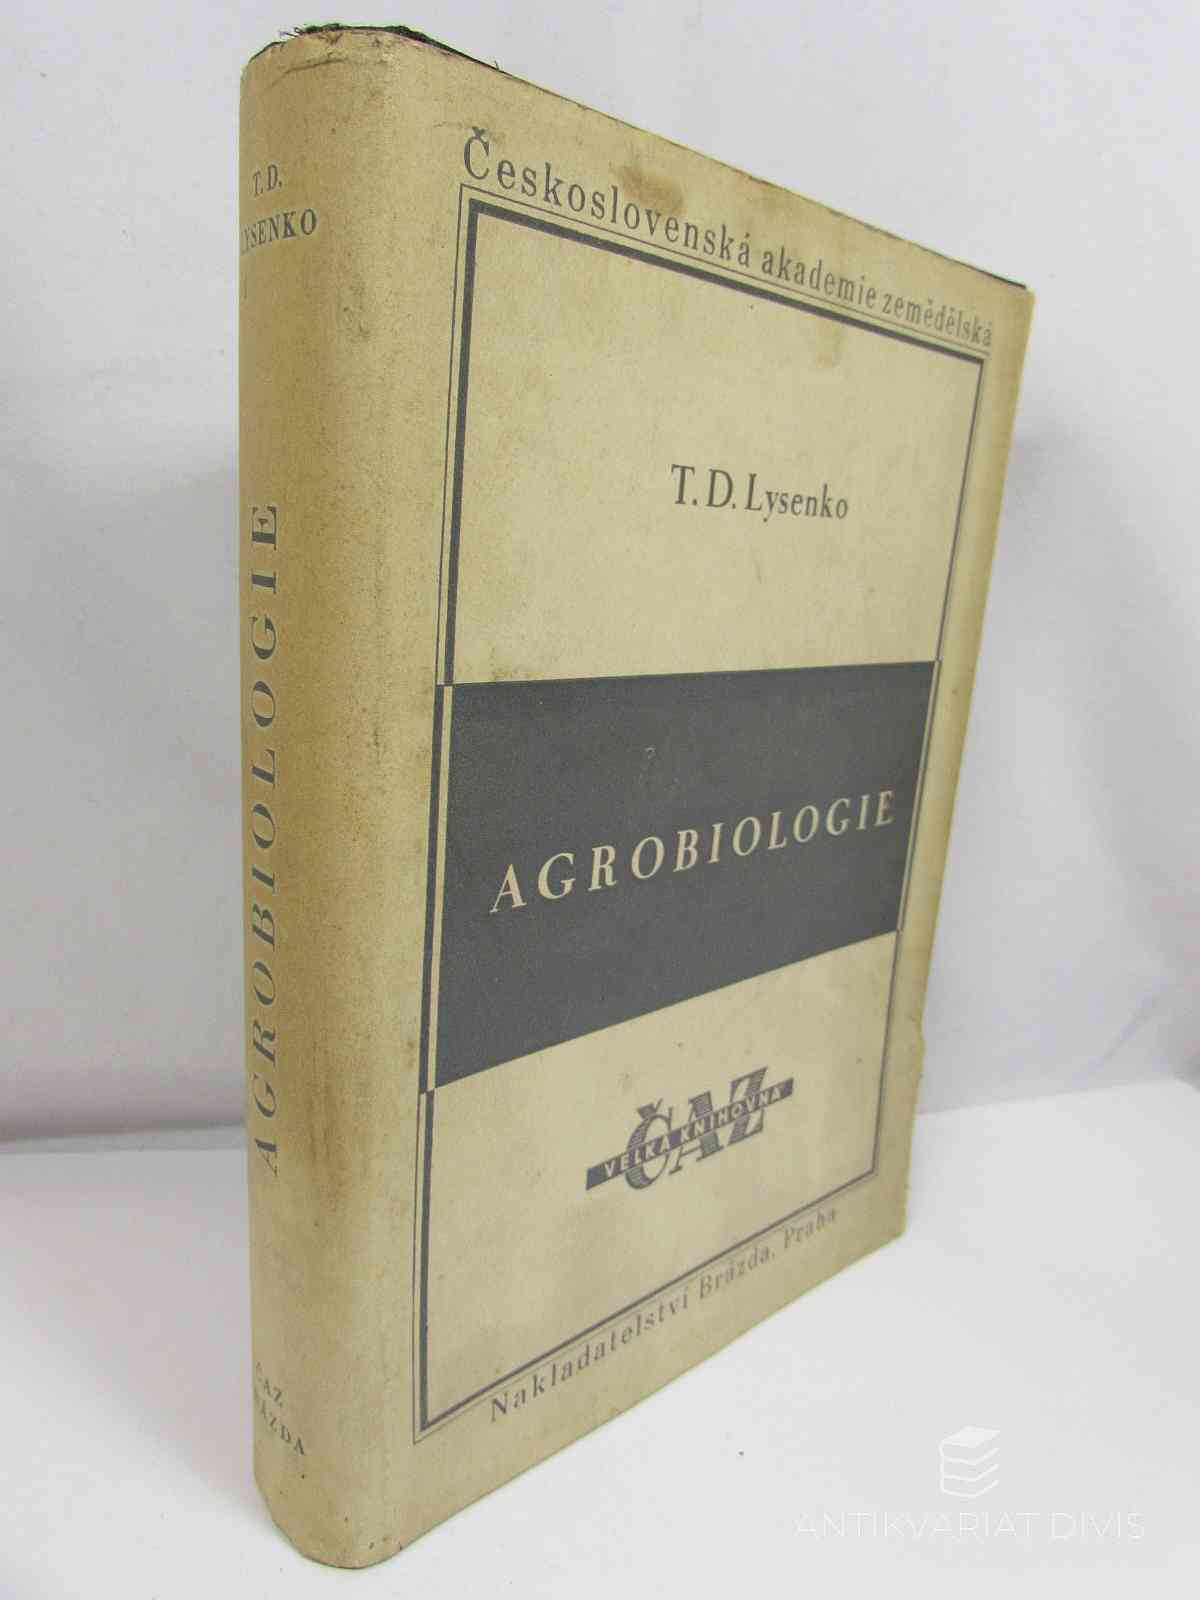 T. D.
LYSENKO
AGROBIOLOGIE
ČAZ
BRÁZDA
Československá akademie zemědělská
T. D. Lysenko
AGROBIOLOGIE
ČAZ
VELKÁ KNIHOVNA
Nakladatelství Brázda, Praha
ANTIKVARIAT DIVIS